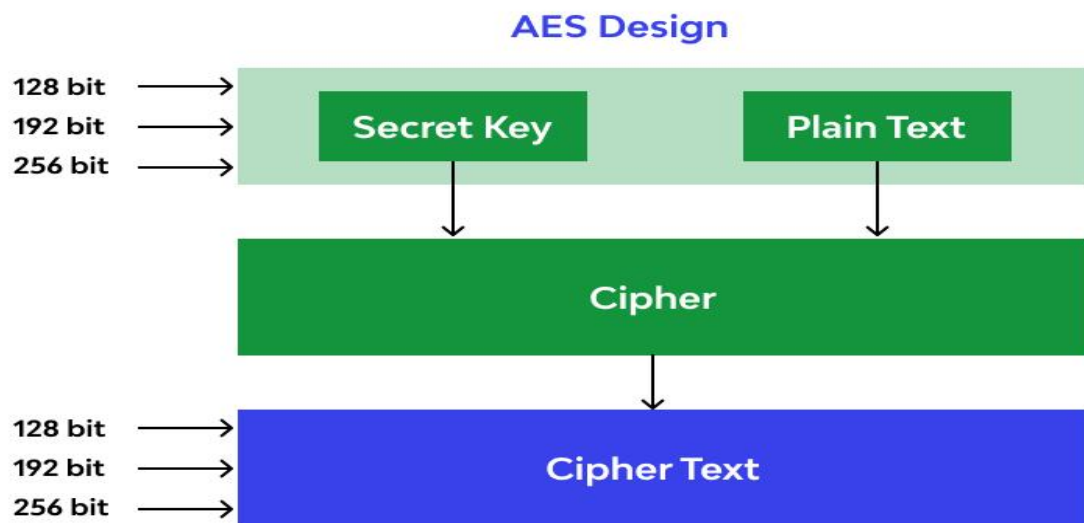 AES Design
128 bit
192 bit
256 bit
Secret Key
Plain Text
Cipher
128 bit
192 bit
256 bit
Cipher Text